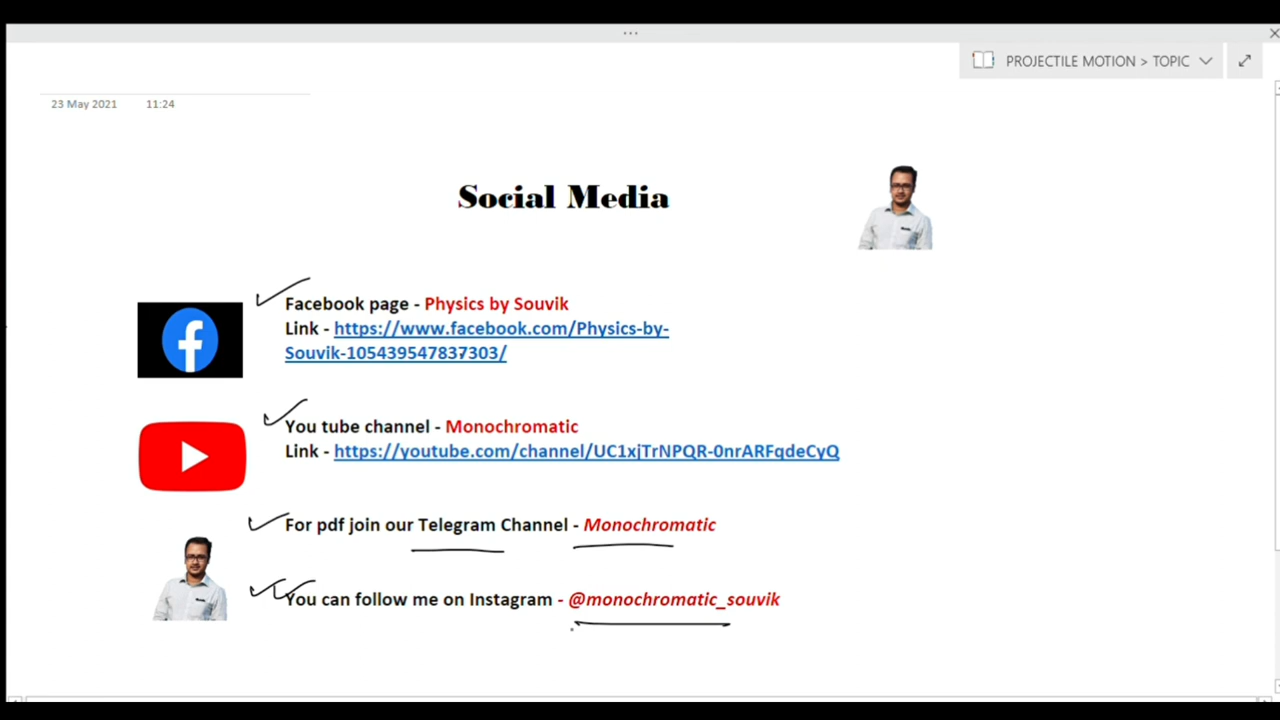 PROJECTILE MOTION > TOPIC
23 May 2021 11:24
Social Media
Facebook page - Physics by Souvik
Link - https://www.facebook.com/Physics-by-
Souvik-105439547837303/
You tube channel - Monochromatic
Link - https://youtube.com/channel/UC1xjTrNPQR-0nrARFqdeCyQ
For pdf join our Telegram Channel - Monochromatic
You can follow me on Instagram - @monochromatic_souvik